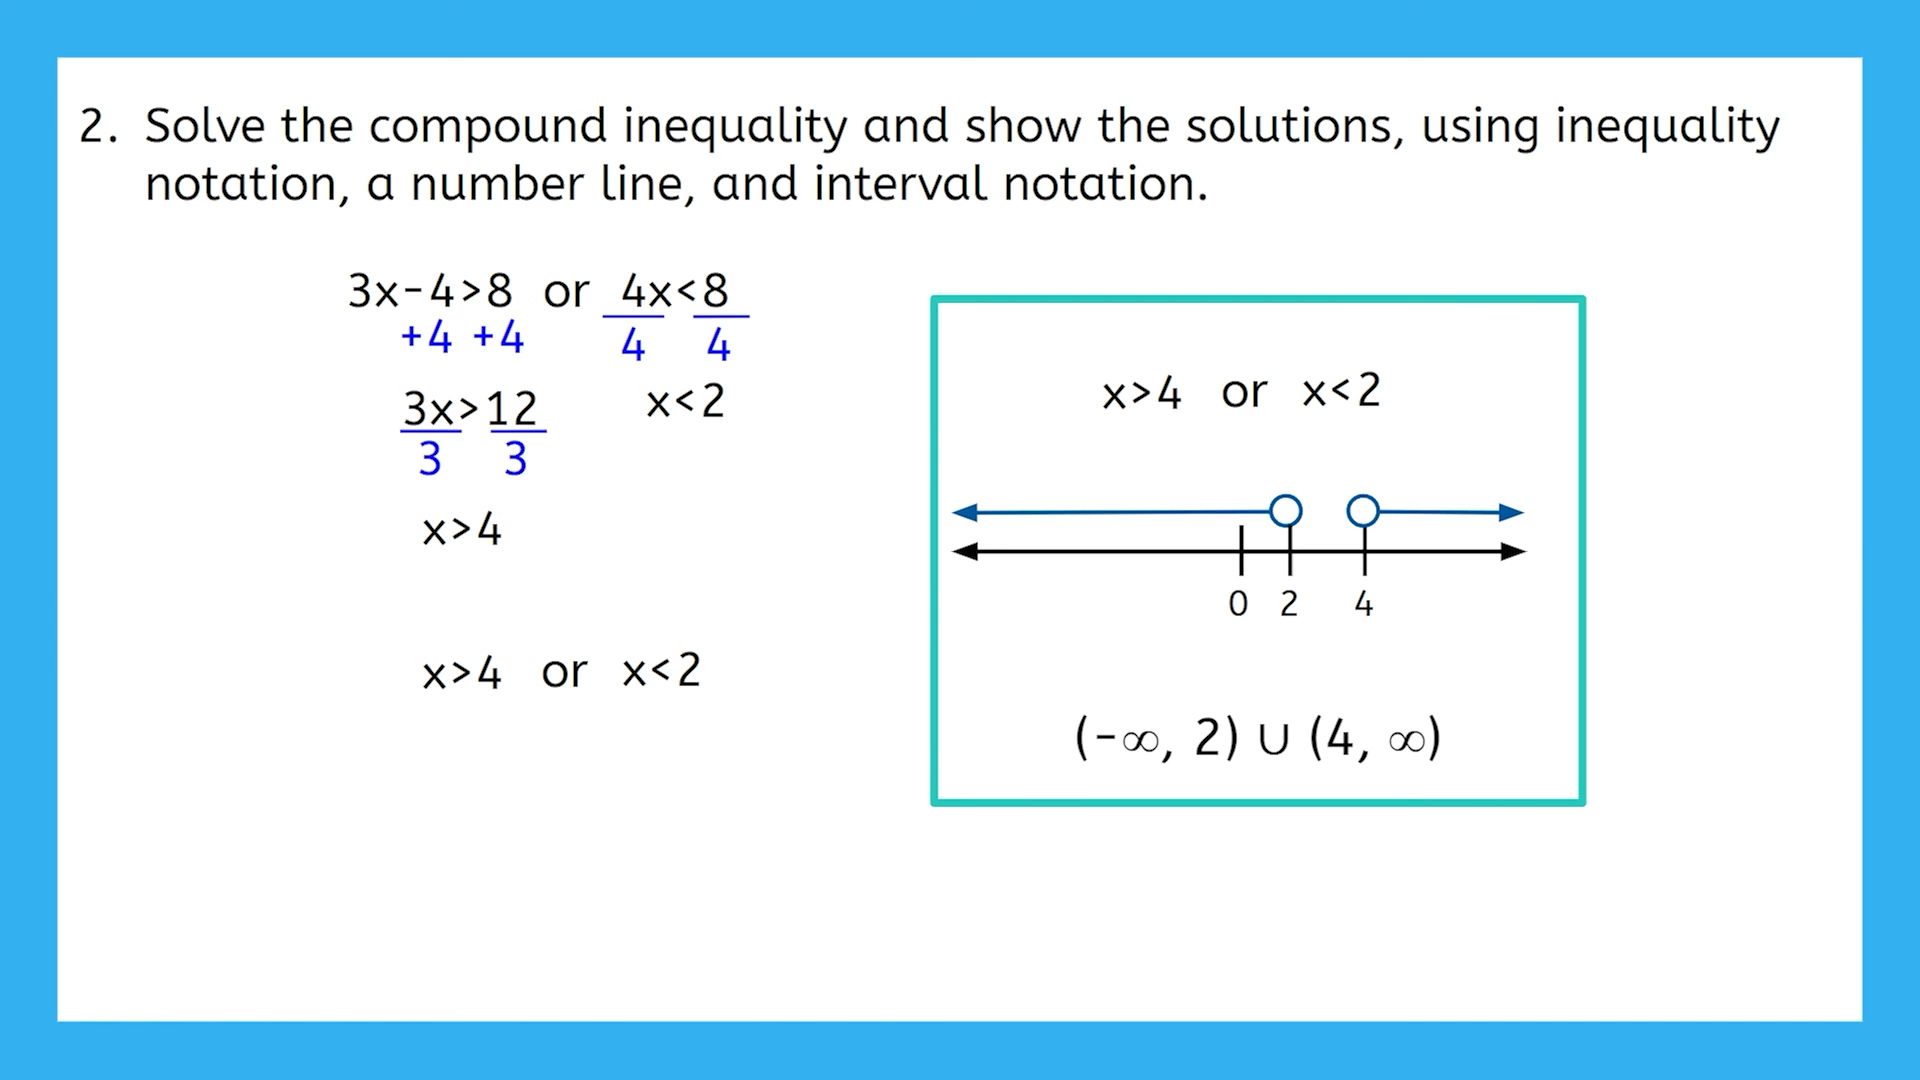 2. Solve the compound inequality and show the solutions, using inequality
notation, a number line, and interval notation.
3x-4>8 or 4x<8
+4 +4 4 4
3x>12 x<2
3 3
x>4
x>4 or x<2
x>4 or x<2
0 2 4
(-∞, 2) ∪ (4, ∞)